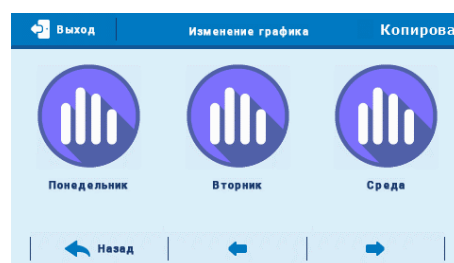 Выход
Изменение графика
Копирова
Понедельник
Вторник
Среда
Назад